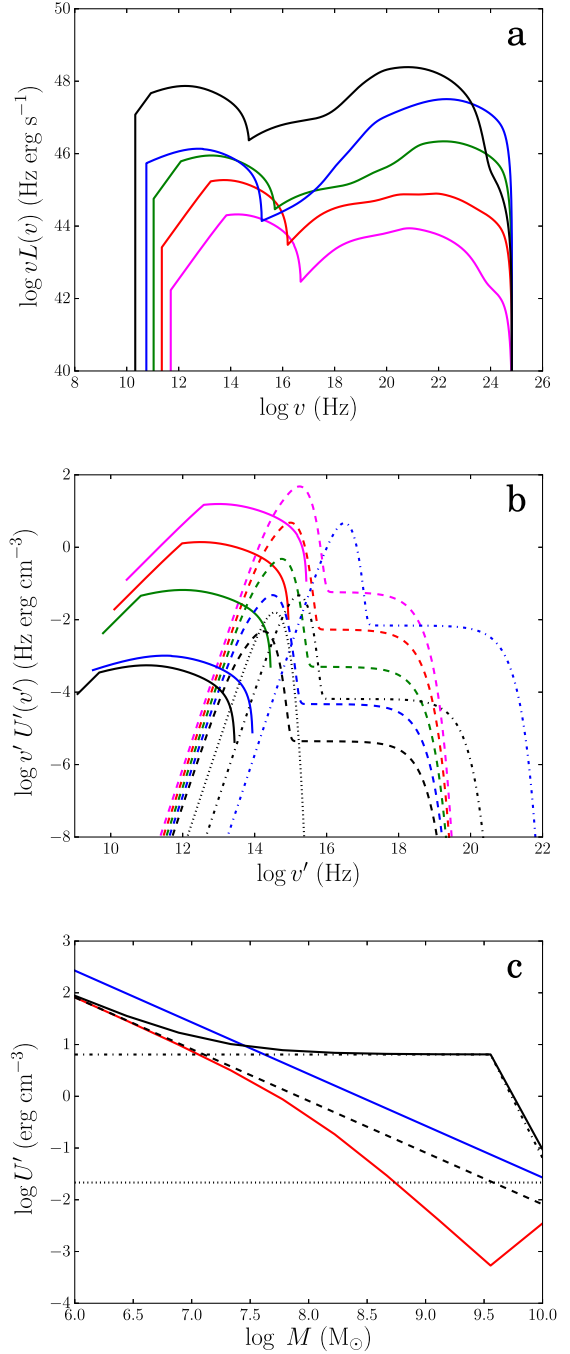 50
48
46
44
42
40
a
log ν L(ν) (Hz erg s⁻¹)
8 10 12 14 16 18 20 22 24 26
log ν (Hz)
2
0
−2
−4
−6
−8
b
log ν′ U′(ν′) (Hz erg cm⁻³)
10 12 14 16 18 20 22
log ν′ (Hz)
3
2
1
0
−1
−2
−3
−4
c
log U′ (erg cm⁻³)
6.0 6.5 7.0 7.5 8.0 8.5 9.0 9.5 10.0
log M (M☉)